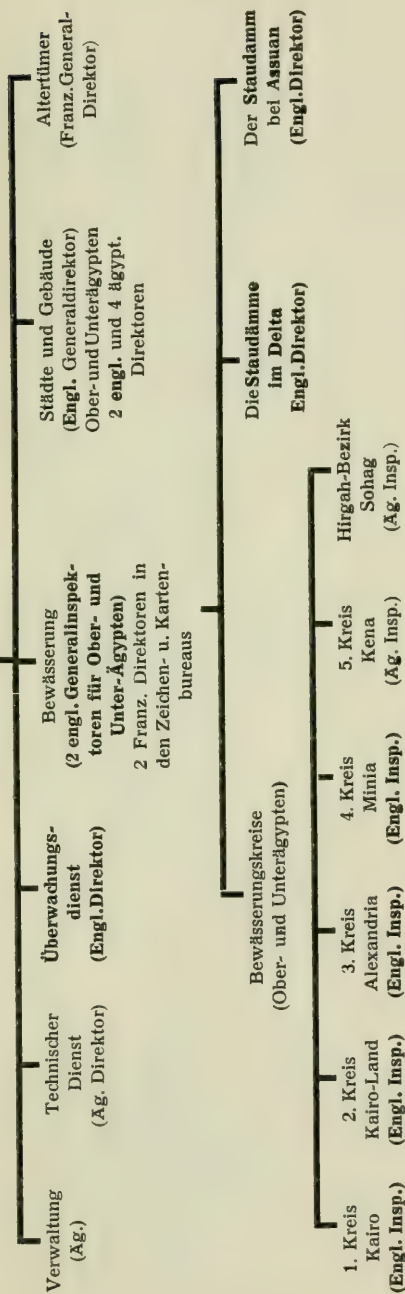 Verwaltung
(Äg.)
Technischer
Dienst
(Äg. Direktor)
Überwachungs-
dienst
(Engl.Direktor)
Bewässerung
(2 engl. Generalinspek-
toren für Ober- und
Unter-Ägypten)
2 Franz. Direktoren in
den Zeichen- u. Karten-
bureaus
Städte und Gebäude
(Engl. Generaldirektor)
Ober- und Unterägypten
2 engl. und 4 ägypt.
Direktoren
Altertümer
(Franz. General-
Direktor)
Bewässerungskreise
(Ober- und Unterägypten)
Die Staudämme
im Delta
Engl.Direktor)
Der Staudamm
bei Assuan
(Engl.Direktor)
1. Kreis
Kairo
(Engl. Insp.)
2. Kreis
Kairo-Land
(Engl. Insp.)
3. Kreis
Alexandria
(Engl. Insp.)
4. Kreis
Minia
(Engl. Insp.)
5. Kreis
Kena
(Äg. Insp.)
Hirgah-Bezirk
Sohag
(Äg. Insp.)